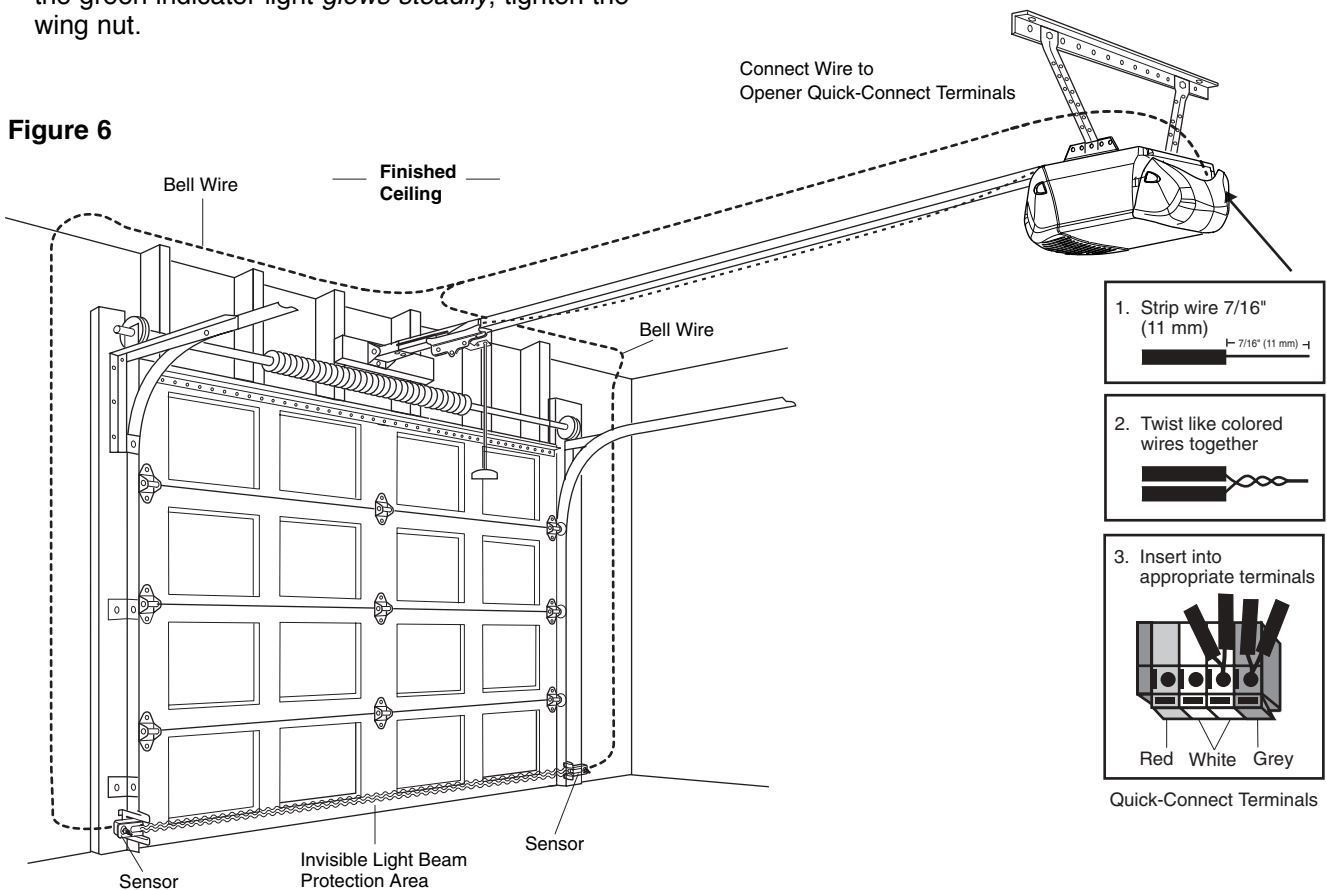 the green indicator light glows steadily, tighten the
wing nut.
Connect Wire to
Opener Quick-Connect Terminals
Figure 6
Finished
Ceiling
Bell Wire
Bell Wire
1. Strip wire 7/16"
(11 mm)
7/16" (11 mm)
2. Twist like colored
wires together
3. Insert into
appropriate terminals
Red White Grey
Quick-Connect Terminals
Sensor
Invisible Light Beam
Protection Area
Sensor